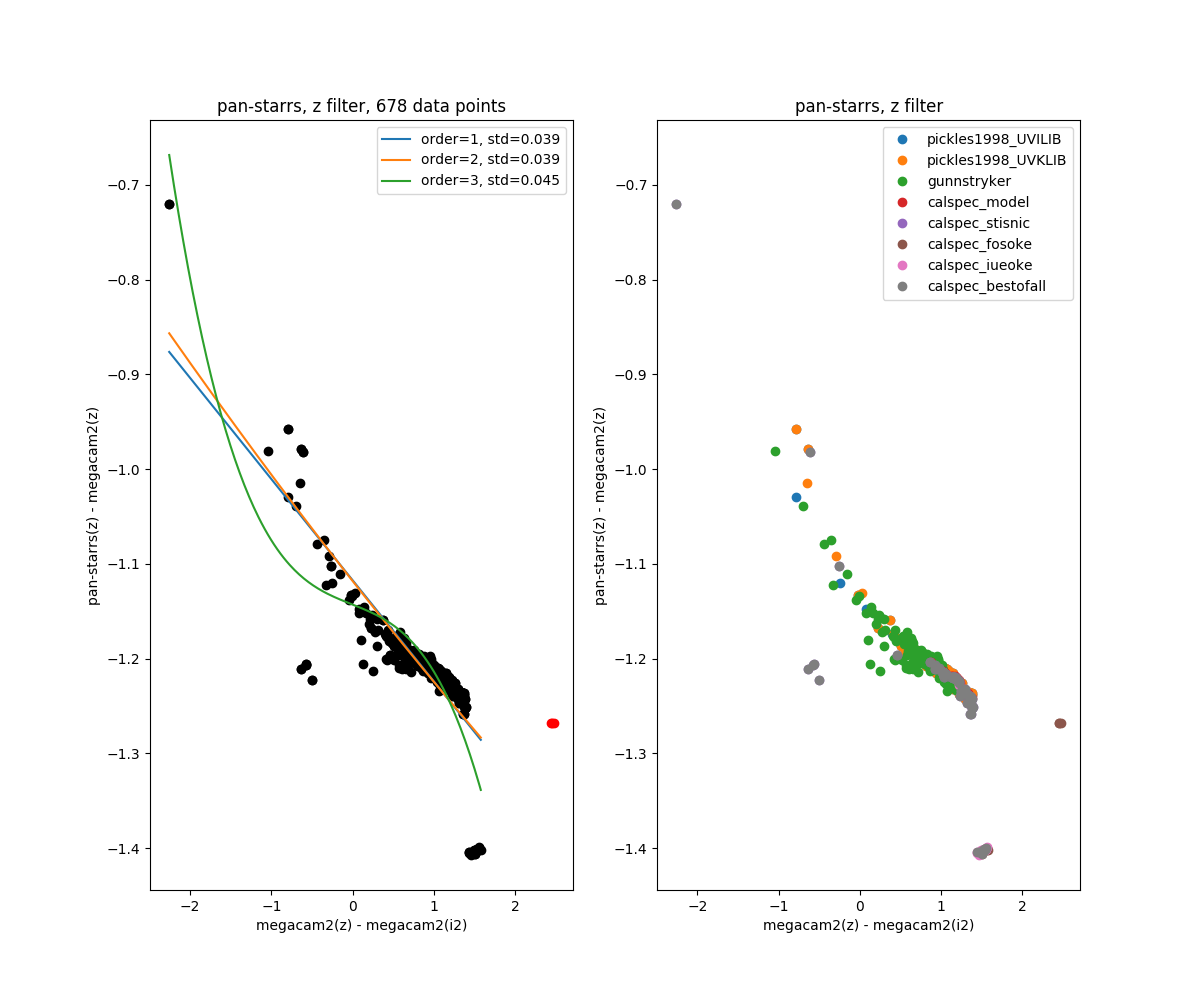 pan-starrs, z filter, 678 data points
order=1, std=0.039
order=2, std=0.039
order=3, std=0.045
−0.7
−0.8
−0.9
−1.0
−1.1
−1.2
−1.3
−1.4
pan-starrs(z) - megacam2(z)
−2
−1
0
1
2
megacam2(z) - megacam2(i2)
pan-starrs, z filter
pickles1998_UVILIB
pickles1998_UVKLIB
gunnstryker
calspec_model
calspec_stisnic
calspec_fosoke
calspec_iueoke
calspec_bestofall
−0.7
−0.8
−0.9
−1.0
−1.1
−1.2
−1.3
−1.4
pan-starrs(z) - megacam2(z)
−2
−1
0
1
2
megacam2(z) - megacam2(i2)